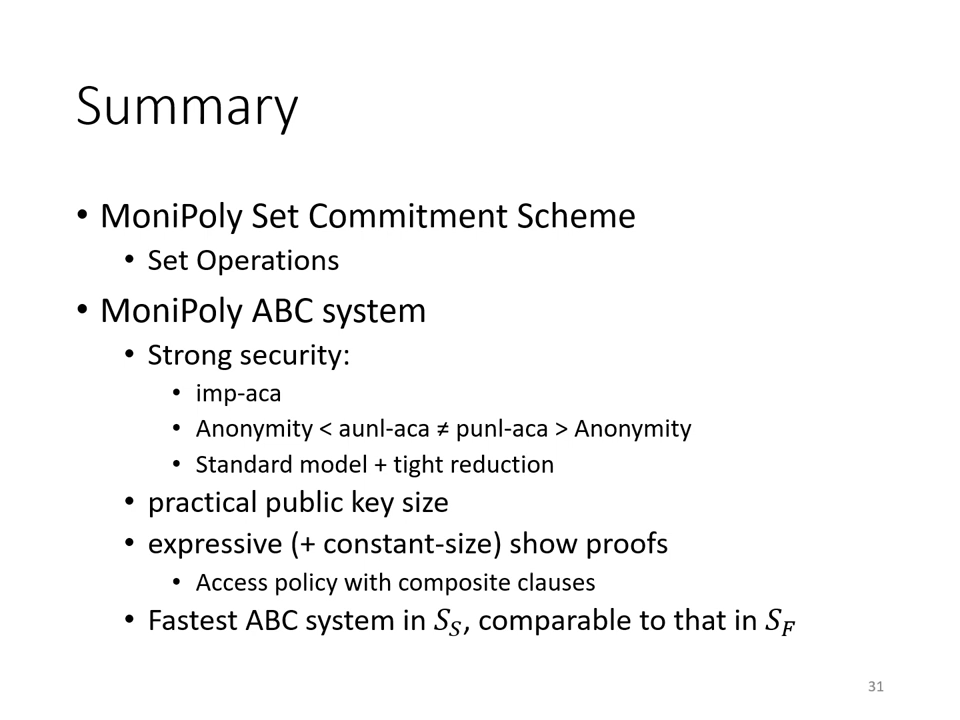 Summary
• MoniPoly Set Commitment Scheme
• Set Operations
• MoniPoly ABC system
• Strong security:
• imp-aca
• Anonymity < aunl-aca ≠ punl-aca > Anonymity
• Standard model + tight reduction
• practical public key size
• expressive (+ constant-size) show proofs
• Access policy with composite clauses
• Fastest ABC system in S_S, comparable to that in S_F
31